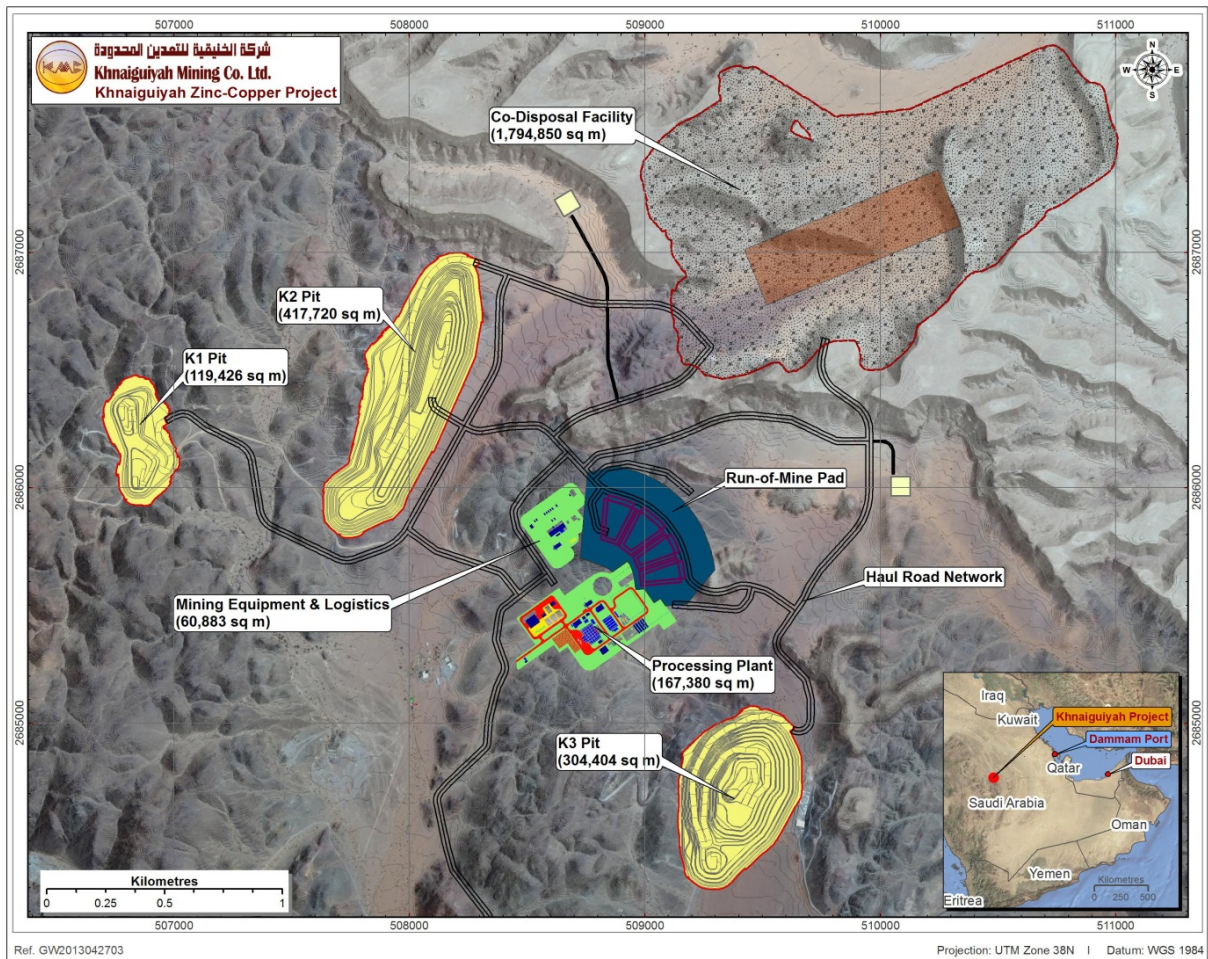 507000
508000
509000
510000
511000
شركة الخنيقية للتعدين المحدودة
KMC
Khnaiguiyah Mining Co. Ltd.
Khnaiguiyah Zinc-Copper Project
N
W
E
S
Co-Disposal Facility
(1,794,850 sq m)
2687000
2687000
K2 Pit
(417,720 sq m)
K1 Pit
(119,426 sq m)
Run-of-Mine Pad
2686000
2686000
Haul Road Network
Mining Equipment & Logistics
(60,883 sq m)
Processing Plant
(167,380 sq m)
2685000
2685000
K3 Pit
(304,404 sq m)
Iraq
Kuwait
Khnaiguiyah Project
Dammam Port
Qatar
Dubai
Saudi Arabia
Oman
Yemen
Eritrea
Kilometres
0 250 500
Kilometres
0 0.25 0.5 1
507000
508000
509000
510000
511000
Ref. GW2013042703
Projection: UTM Zone 38N | Datum: WGS 1984